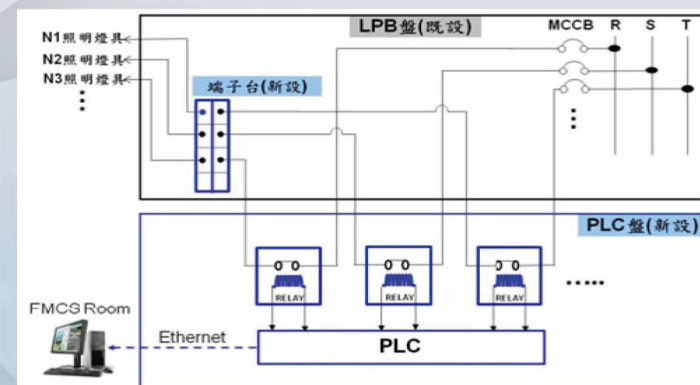 LPB盤(既設)
MCCB R S T
N1照明燈具
N2照明燈具
N3照明燈具
端子台(新設)
PLC盤(新設)
RELAY
RELAY
RELAY
FMCS Room
Ethernet
PLC